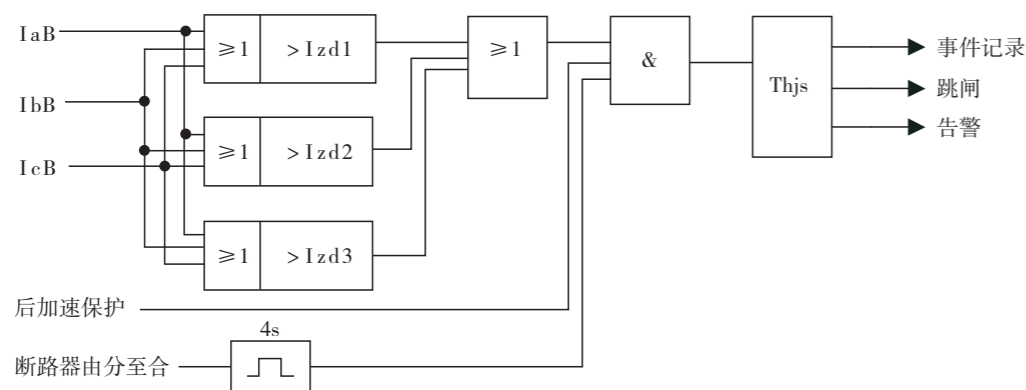 IaB
≥1
>Izd1
≥1
&
Thjs
事件记录
跳闸
告警
IbB
≥1
>Izd2
IcB
≥1
>Izd3
后加速保护
4s
断路器由分至合